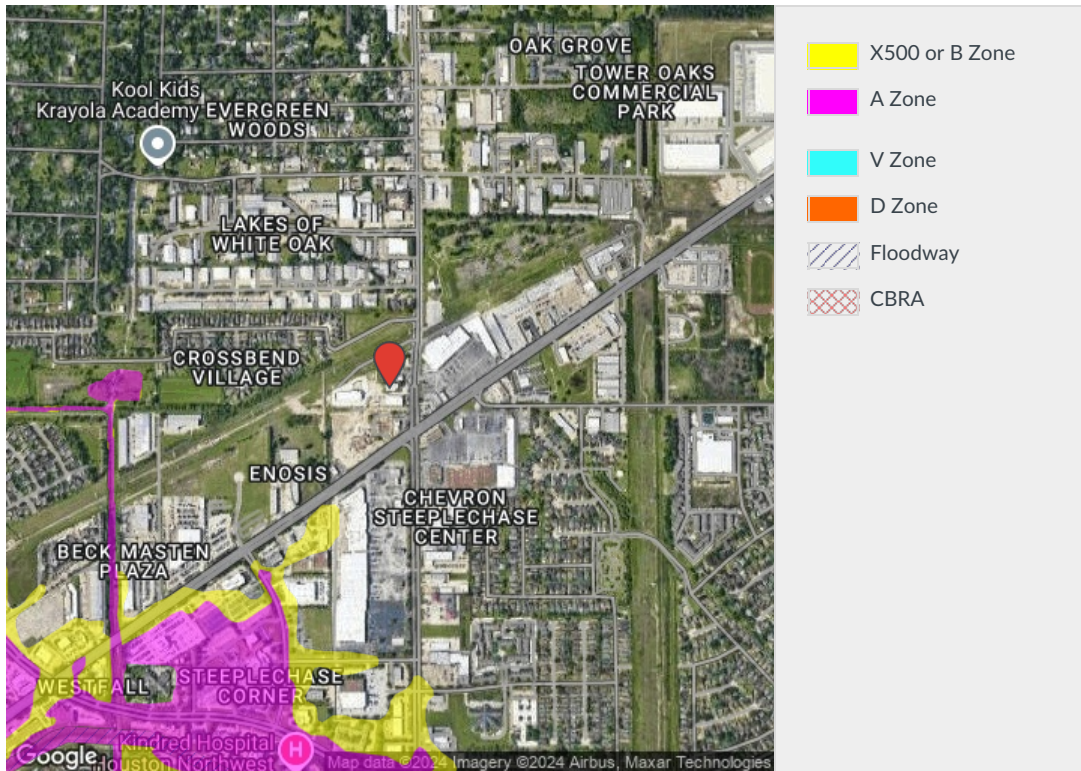 OAK GROVE
TOWER OAKS
COMMERCIAL
PARK
Kool Kids
Krayola Academy
EVERGREEN
WOODS
LAKES OF
WHITE OAK
CROSSBEND
VILLAGE
ENOSIS
CHEVRON
STEEPLECHASE
CENTER
BECK MASTEN
PLAZA
WESTFALL
STEEPLECHASE
CORNER
Kindred Hospital
Houston Northwest
H
Google
Map data ©2024 Imagery ©2024 Airbus, Maxar Technologies
X500 or B Zone
A Zone
V Zone
D Zone
Floodway
CBRA